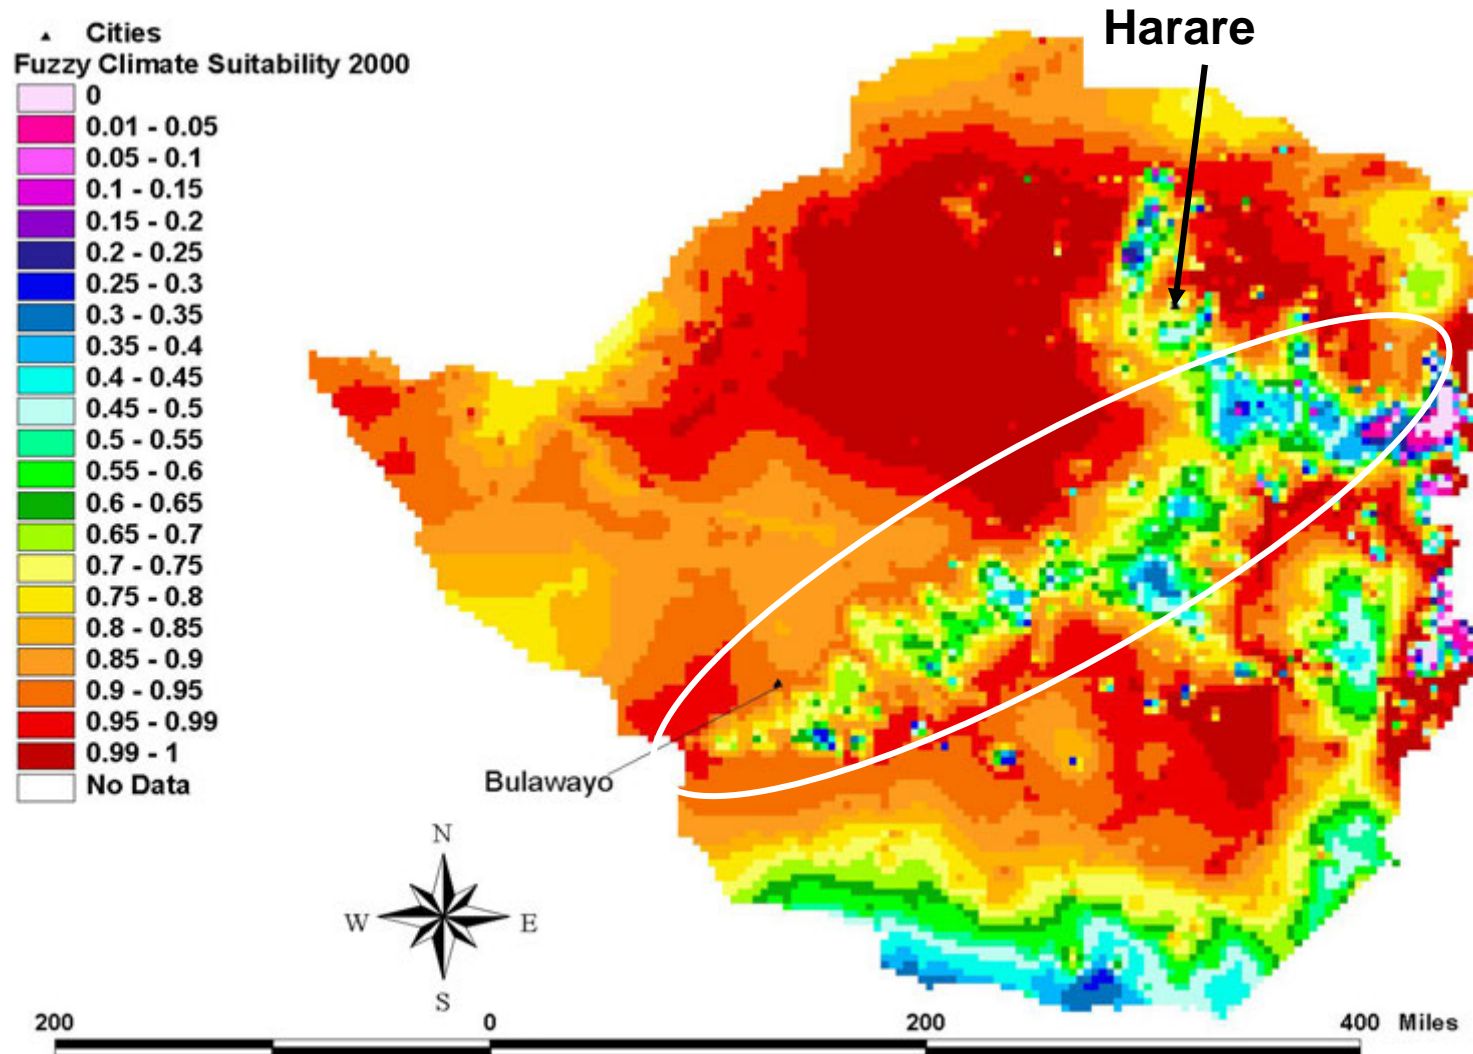 Harare
Cities
Fuzzy Climate Suitability 2000
0
0.01 - 0.05
0.05 - 0.1
0.1 - 0.15
0.15 - 0.2
0.2 - 0.25
0.25 - 0.3
0.3 - 0.35
0.35 - 0.4
0.4 - 0.45
0.45 - 0.5
0.5 - 0.55
0.55 - 0.6
0.6 - 0.65
0.65 - 0.7
0.7 - 0.75
0.75 - 0.8
0.8 - 0.85
0.85 - 0.9
0.9 - 0.95
0.95 - 0.99
0.99 - 1
No Data
Bulawayo
N
W E
S
200 0 200 400 Miles